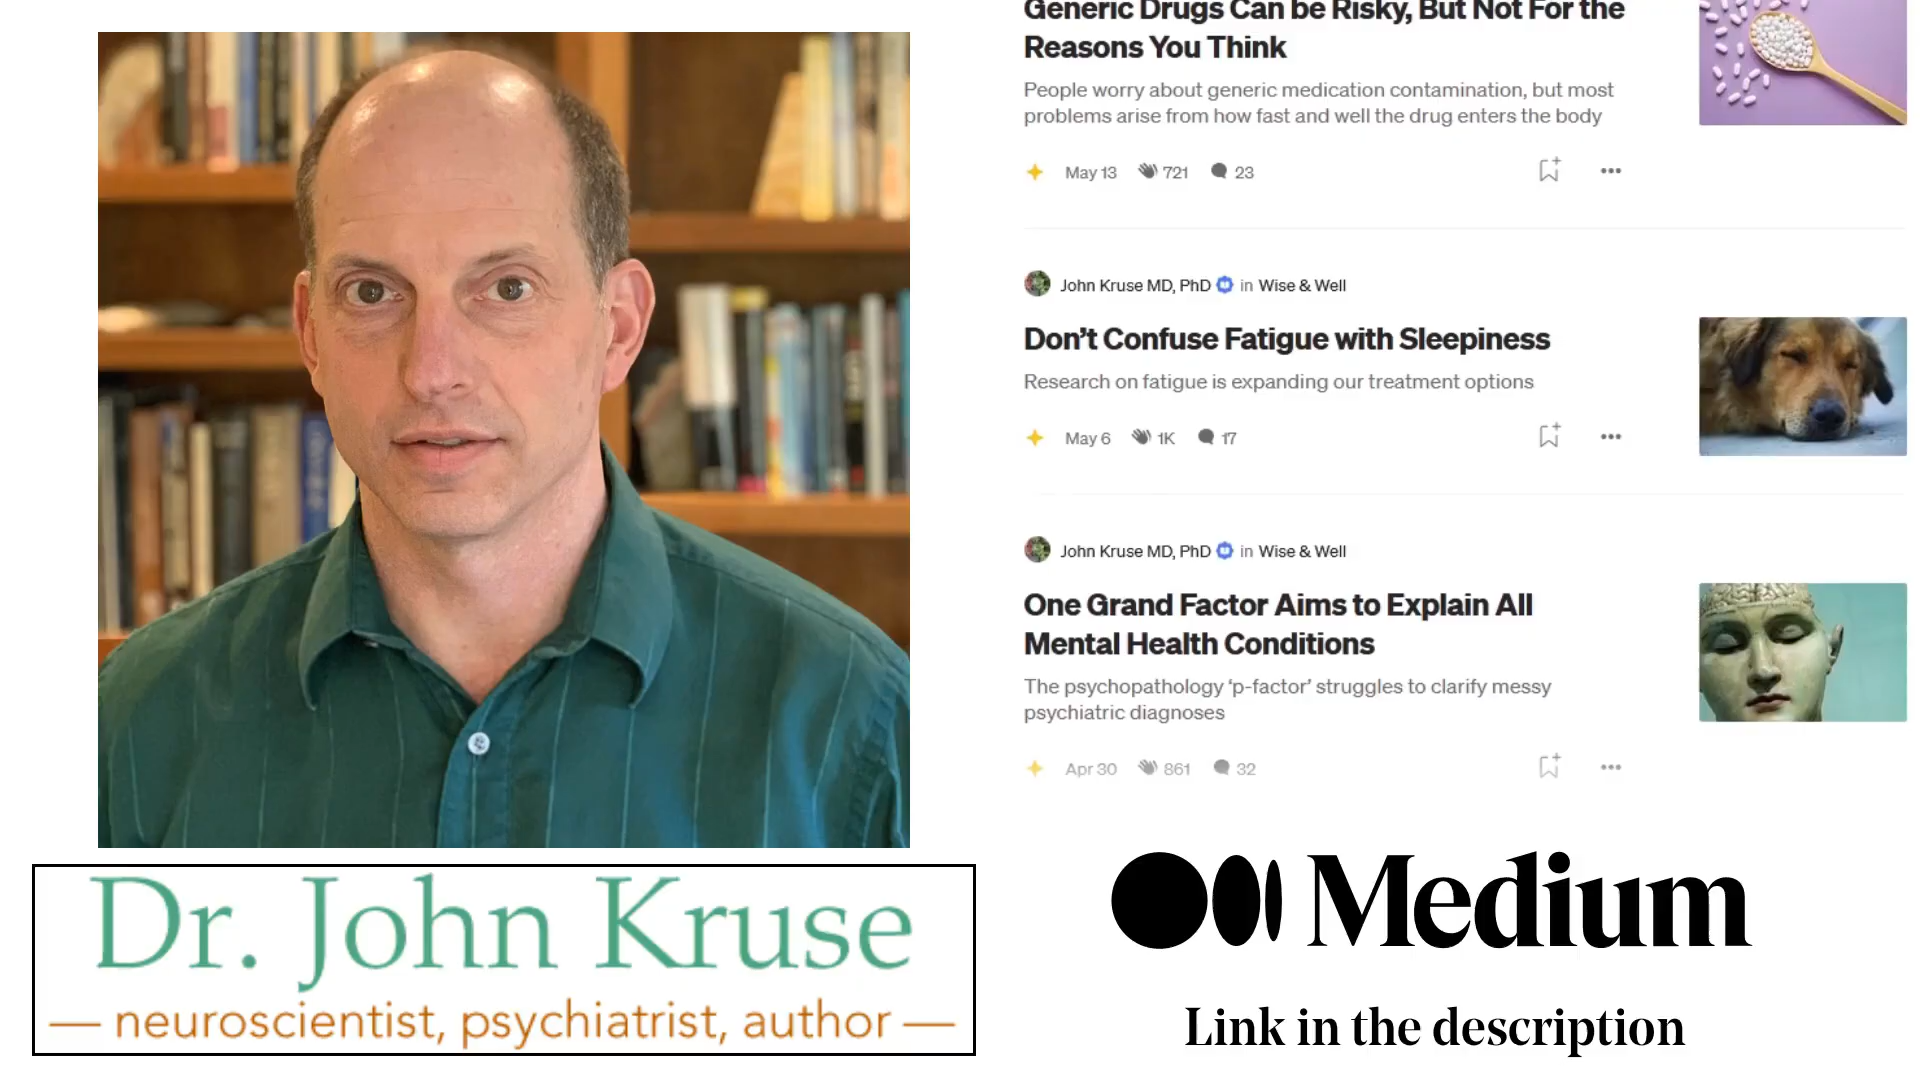 Generic Drugs Can be Risky, But Not For the
Reasons You Think
People worry about generic medication contamination, but most
problems arise from how fast and well the drug enters the body
May 13 721 23
John Kruse MD, PhD in Wise & Well
Don’t Confuse Fatigue with Sleepiness
Research on fatigue is expanding our treatment options
May 6 1K 17
John Kruse MD, PhD in Wise & Well
One Grand Factor Aims to Explain All
Mental Health Conditions
The psychopathology ‘p-factor’ struggles to clarify messy
psychiatric diagnoses
Apr 30 861 32
Dr. John Kruse
— neuroscientist, psychiatrist, author —
Medium
Link in the description